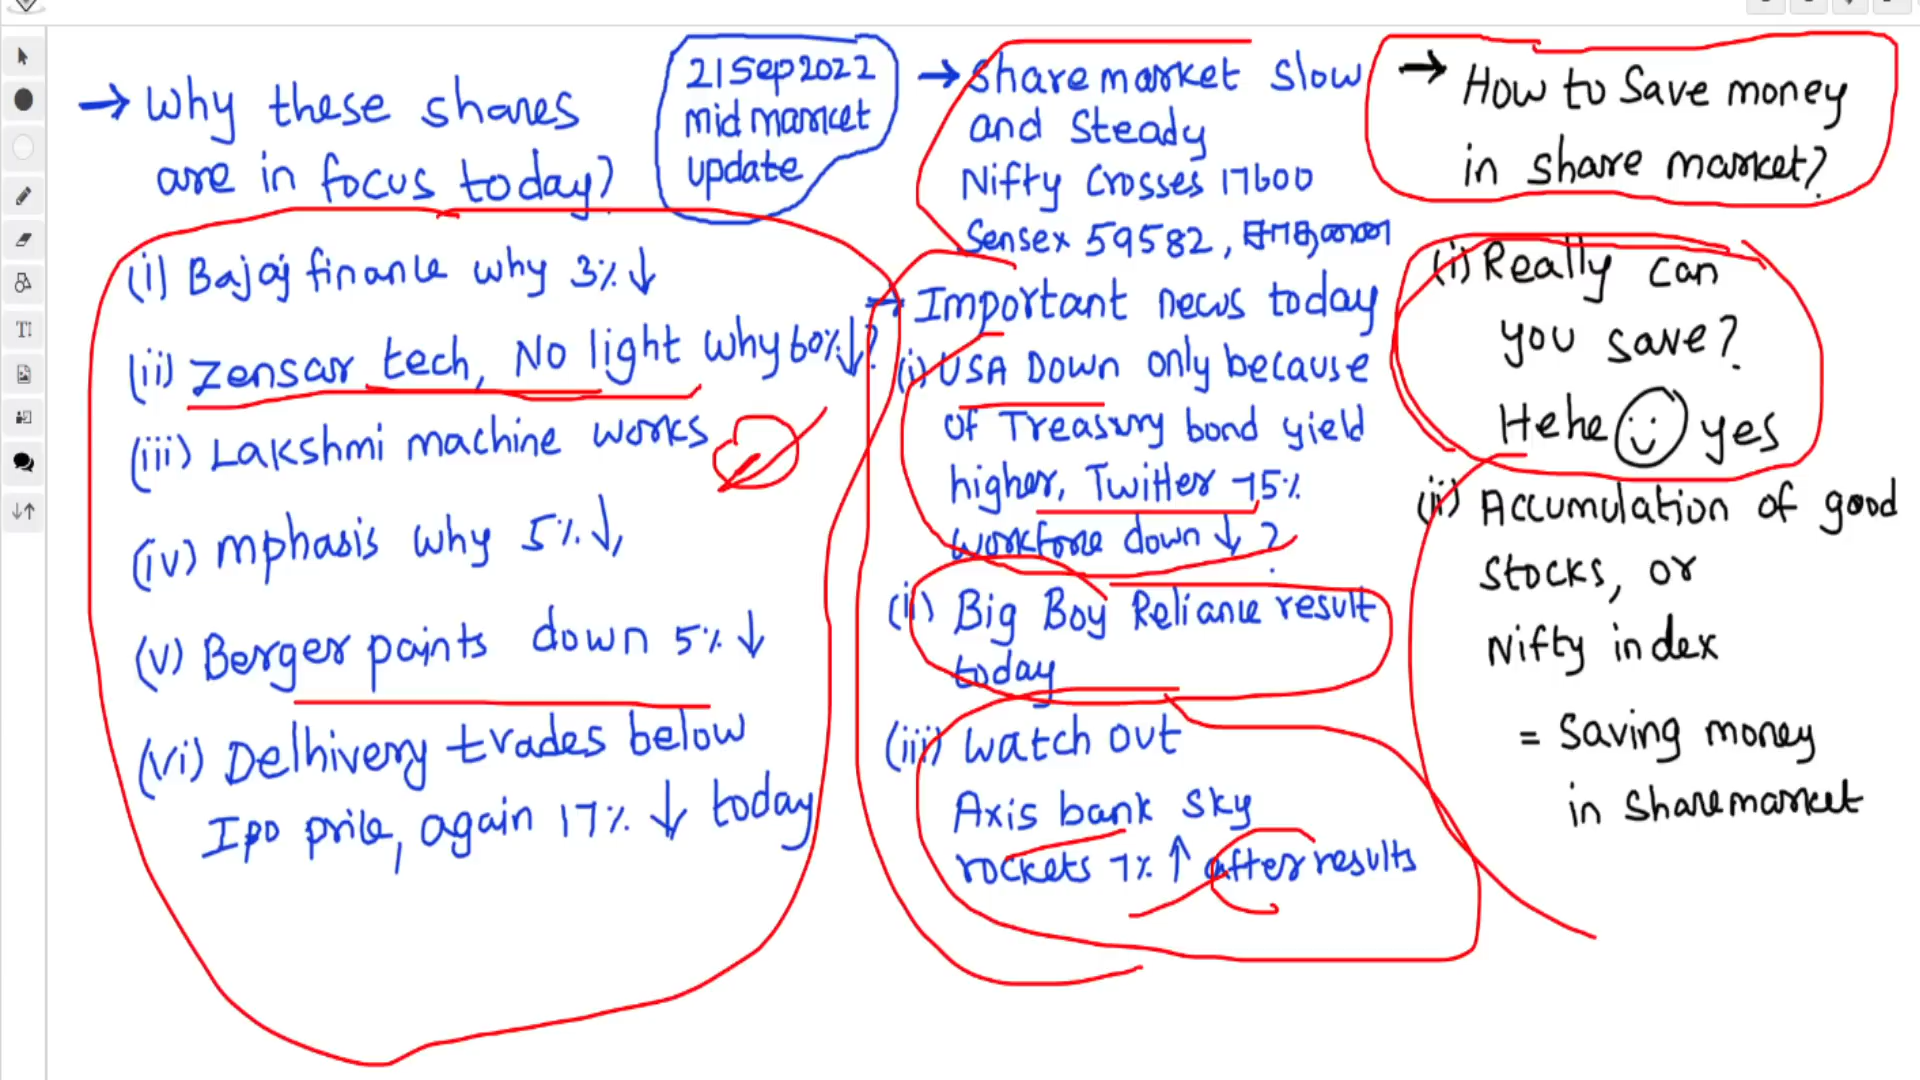 → Why these shares
are in focus today?
21 Sep 2022
mid market
update
(i) Bajaj finance why 3% ↓
(ii) Zensar tech, No light why 60% ↓ ?
(iii) Lakshmi machine works
(iv) mphasis why 5% ↓,
(v) Berger paints down 5% ↓
(vi) Delhivery trades below
Ipo price, again 17% ↓ today
→ Share market slow
and Steady
Nifty Crosses 17600
Sensex 59582,
→ Important news today
(i) USA Down only because
of Treasury bond yield
higher, Twitter 75%
workforce down ↓ ?
(ii) Big Boy Reliance result
today
(iii) Watch out
Axis bank sky
rockets 7% ↑ after results
→ How to Save money
in share market?
(i) Really can
you save?
Hehe yes
(ii) Accumulation of good
stocks, or
Nifty index
= Saving money
in sharemarket